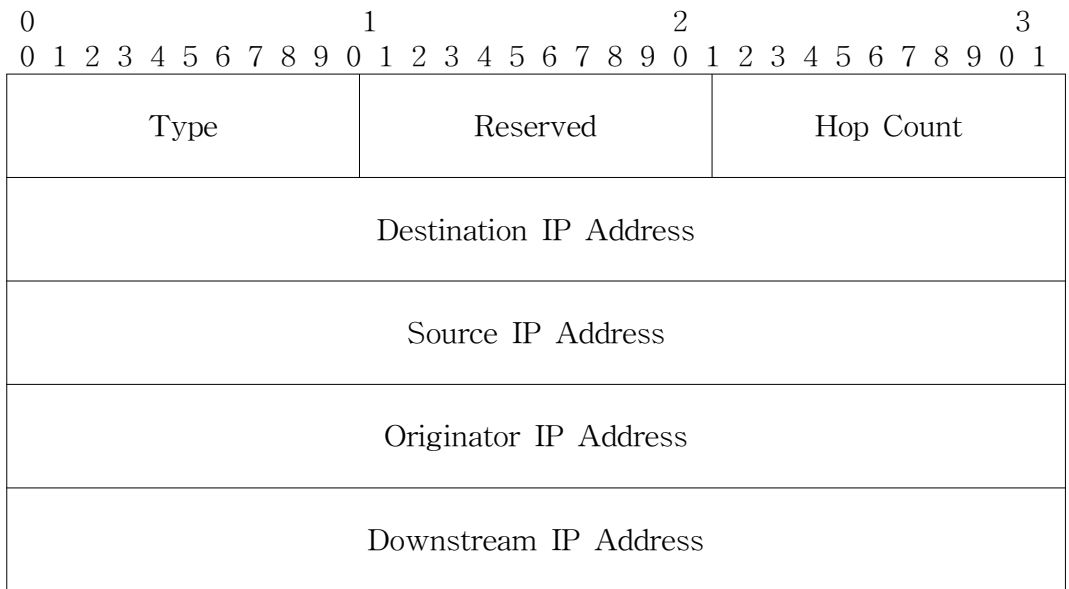 0 1 2 3
0 1 2 3 4 5 6 7 8 9 0 1 2 3 4 5 6 7 8 9 0 1 2 3 4 5 6 7 8 9 0 1
Type Reserved Hop Count
Destination IP Address
Source IP Address
Originator IP Address
Downstream IP Address